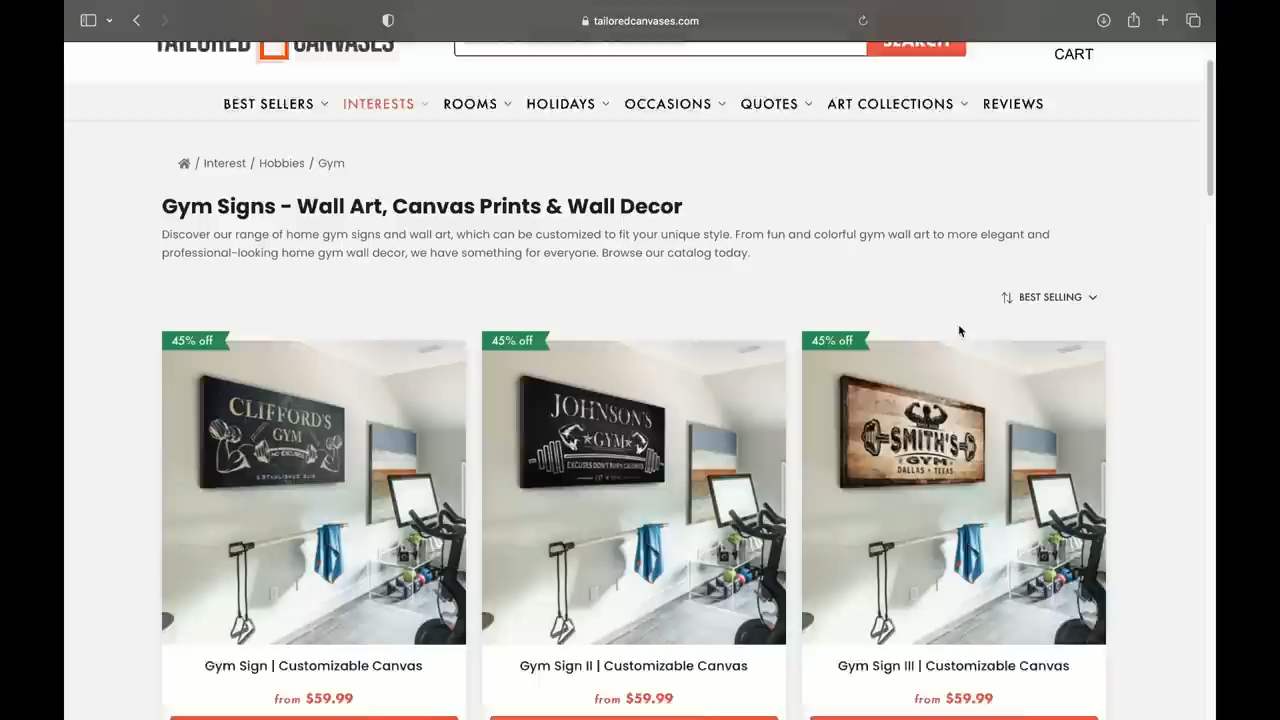 tailoredcanvases.com
TAILORED CANVASES
SEARCH
CART
BEST SELLERS INTERESTS ROOMS HOLIDAYS OCCASIONS QUOTES ART COLLECTIONS REVIEWS
/ Interest / Hobbies / Gym
Gym Signs - Wall Art, Canvas Prints & Wall Decor
Discover our range of home gym signs and wall art, which can be customized to fit your unique style. From fun and colorful gym wall art to more elegant and
professional-looking home gym wall decor, we have something for everyone. Browse our catalog today.
BEST SELLING
45% off 45% off 45% off
CLIFFORD'S
GYM
NO EXCUSES
JOHNSON'S
GYM
EXCUSES DON'T BURN CALORIES
SMITH'S
GYM
DALLAS • TEXAS
Gym Sign | Customizable Canvas Gym Sign II | Customizable Canvas Gym Sign III | Customizable Canvas
from $59.99 from $59.99 from $59.99